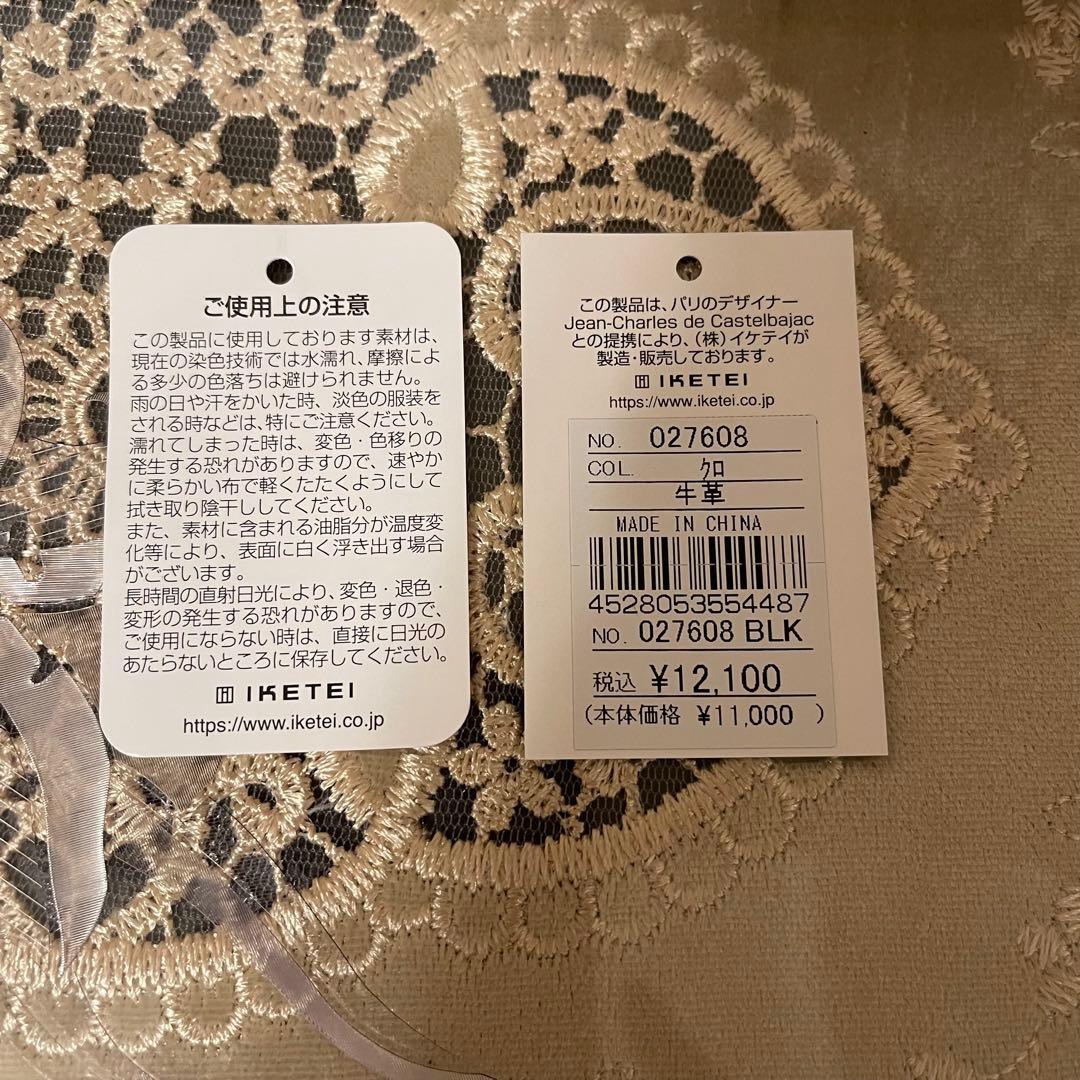 ご使用上の注意
この製品に使用しております素材は、
現在の染色技術では水濡れ、摩擦によ
る多少の色落ちは避けられません。
雨の日や汗をかいた時、淡色の服装を
される時などは、特にご注意ください。
濡れてしまった時は、変色・色移りの
発生する恐れがありますので、速やか
に柔らかい布で軽くたたくようにして
拭き取り陰干ししてください。
また、素材に含まれる油脂分が温度変
化等により、表面に白く浮き出す場合
がございます。
長時間の直射日光により、変色・退色・
変形の発生する恐れがありますので、
ご使用にならない時は、直接に日光の
あたらないところに保存してください。
IKETEI
https://www.iketei.co.jp
この製品は、パリのデザイナー
Jean-Charles de Castelbajac
との提携により、(株)イケテイが
製造・販売しております。
IKETEI
https://www.iketei.co.jp
NO. 027608
COL. クロ
牛革
MADE IN CHINA
4528053554487
NO. 027608 BLK
税込 ¥12,100
(本体価格 ¥11,000 )